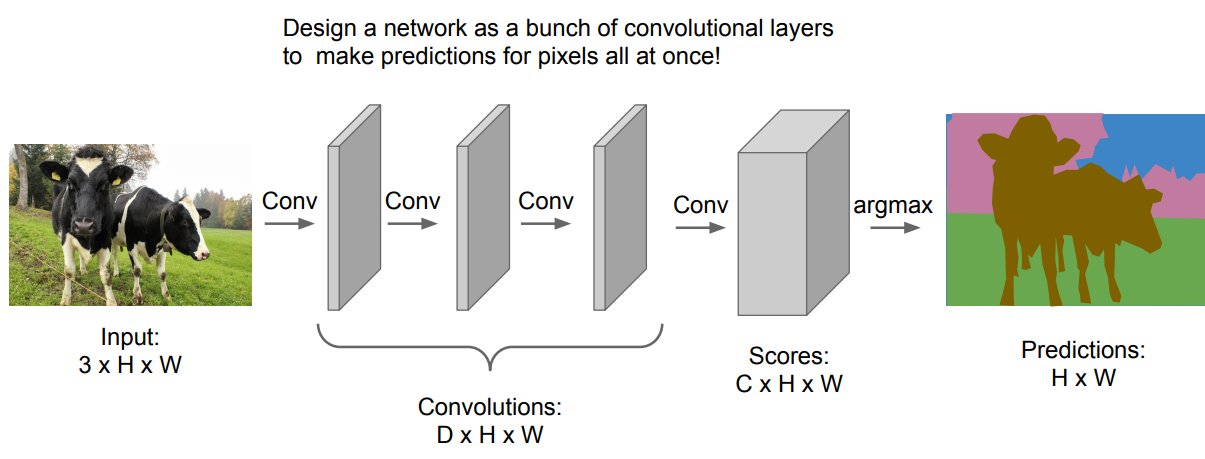 Design a network as a bunch of convolutional layers
to make predictions for pixels all at once!
Conv
Conv
Conv
Conv
argmax
Input:
3 x H x W
Convolutions:
D x H x W
Scores:
C x H x W
Predictions:
H x W